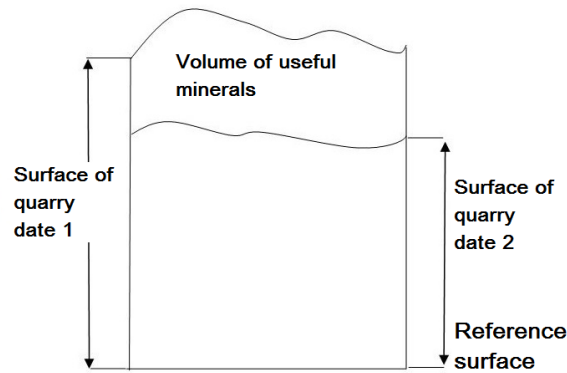 Volume of useful
minerals
Surface of
quarry
date 1
Surface of
quarry
date 2
Reference
surface